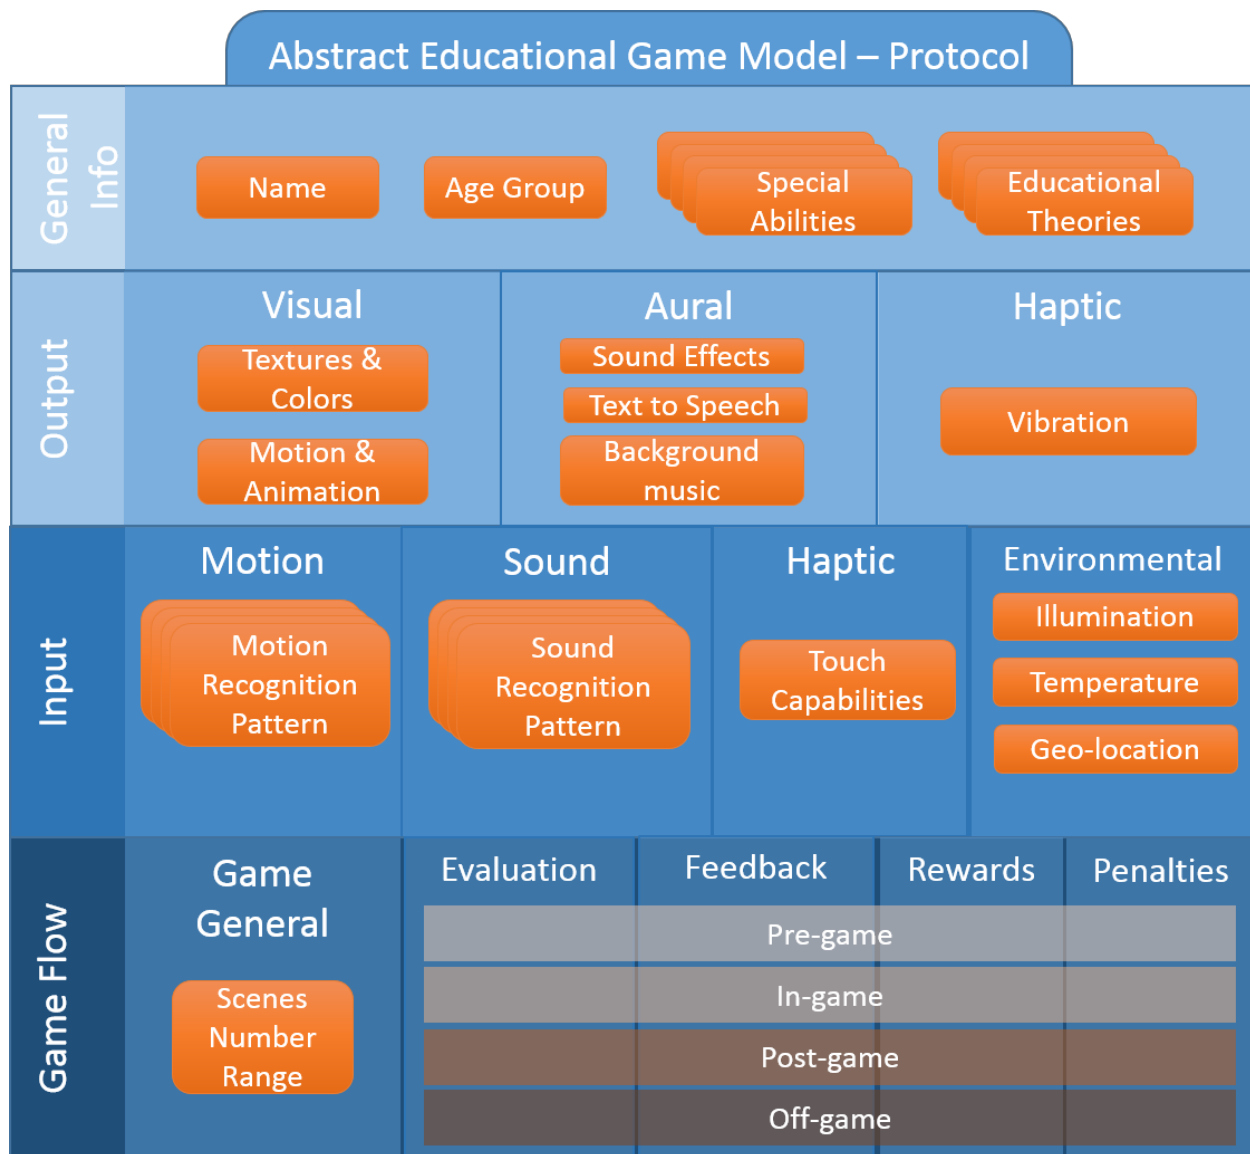 Abstract Educational Game Model – Protocol
General
Info
Name
Age Group
Special
Abilities
Educational
Theories
Output
Visual
Textures &
Colors
Motion &
Animation
Aural
Sound Effects
Text to Speech
Background
music
Haptic
Vibration
Input
Motion
Motion
Recognition
Pattern
Sound
Sound
Recognition
Pattern
Haptic
Touch
Capabilities
Environmental
Illumination
Temperature
Geo-location
Game Flow
Game
General
Scenes
Number
Range
Evaluation
Feedback
Rewards
Penalties
Pre-game
In-game
Post-game
Off-game